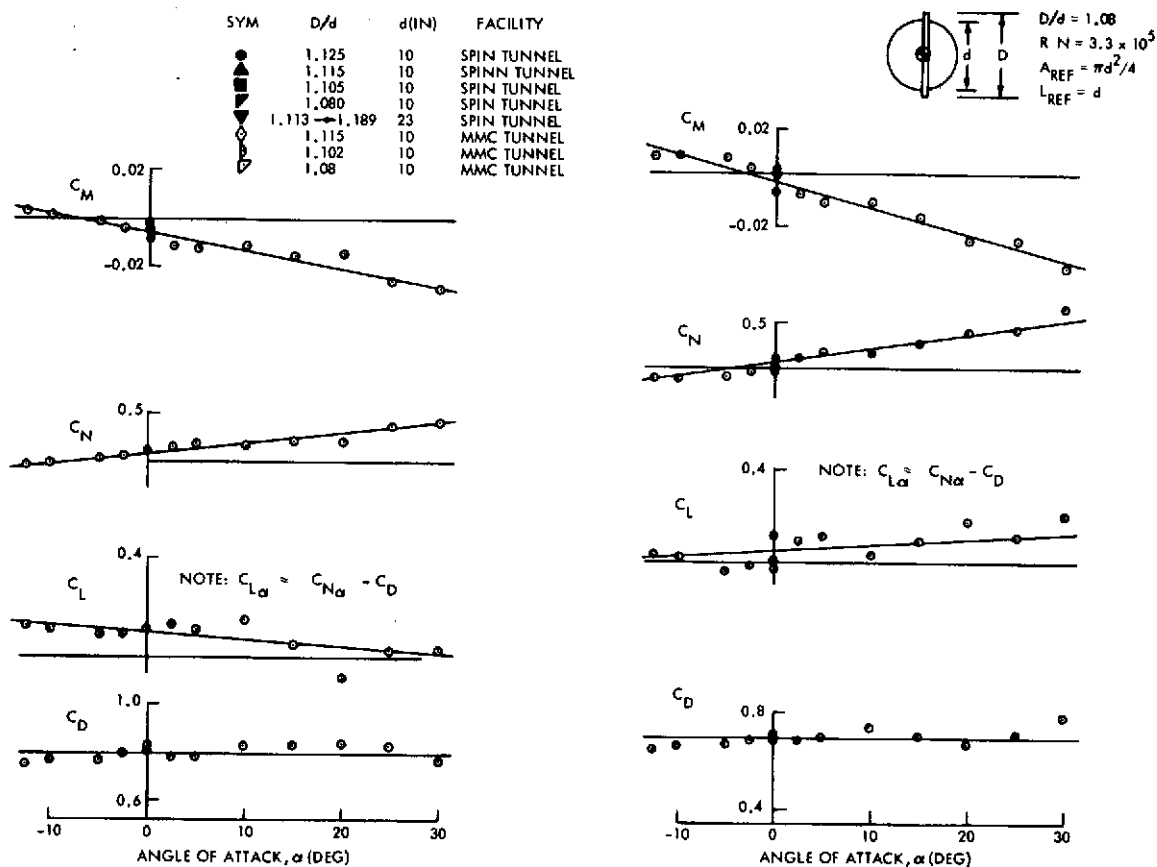 SYM D/d d(IN) FACILITY
1.125 10 SPIN TUNNEL
1.115 10 SPINN TUNNEL
1.105 10 SPIN TUNNEL
1.080 10 SPIN TUNNEL
1.113 → 1.189 23 SPIN TUNNEL
1.115 10 MMC TUNNEL
1.102 10 MMC TUNNEL
1.08 10 MMC TUNNEL
0.02
C_M
-0.02
0.5
C_N
0.4
C_L
NOTE: C_Lα = C_Nα - C_D
1.0
C_D
0.6
-10 0 10 20 30
ANGLE OF ATTACK, α (DEG)
d D
D/d = 1.08
R N = 3.3 x 10^5
A_REF = πd²/4
L_REF = d
C_M 0.02
-0.02
0.5
C_N
0.4
NOTE: C_Lα = C_Nα - C_D
C_L
C_D 0.8
0.4
-10 0 10 20 30
ANGLE OF ATTACK, α (DEG)